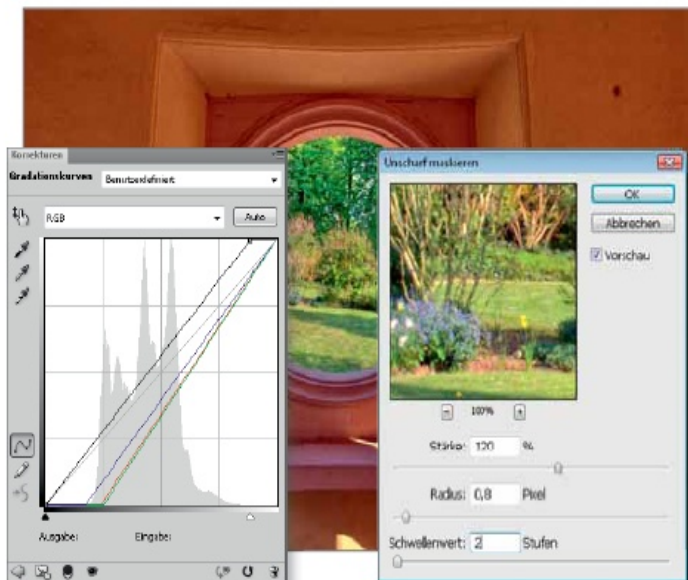 Korrekturen
Gradationskurven Benutzerdefiniert
RGB Auto
Ausgabe: Eingabe:
Unscharf maskieren
OK
Abbrechen
Vorschau
100%
Stärke: 120 %
Radius: 0,8 Pixel
Schwellenwert: 2 Stufen